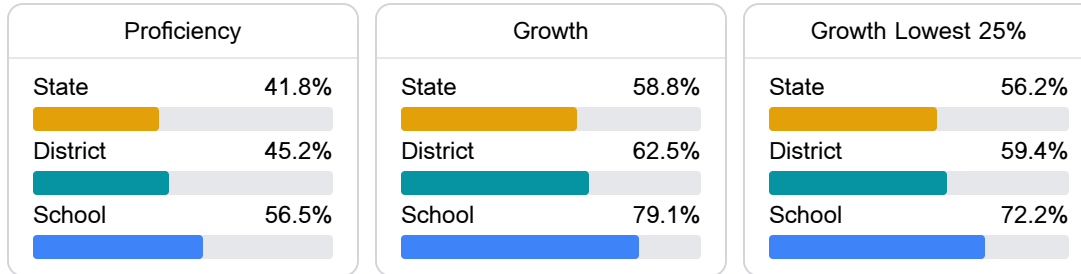 Proficiency
State 41.8%
District 45.2%
School 56.5%
Growth
State 58.8%
District 62.5%
School 79.1%
Growth Lowest 25%
State 56.2%
District 59.4%
School 72.2%